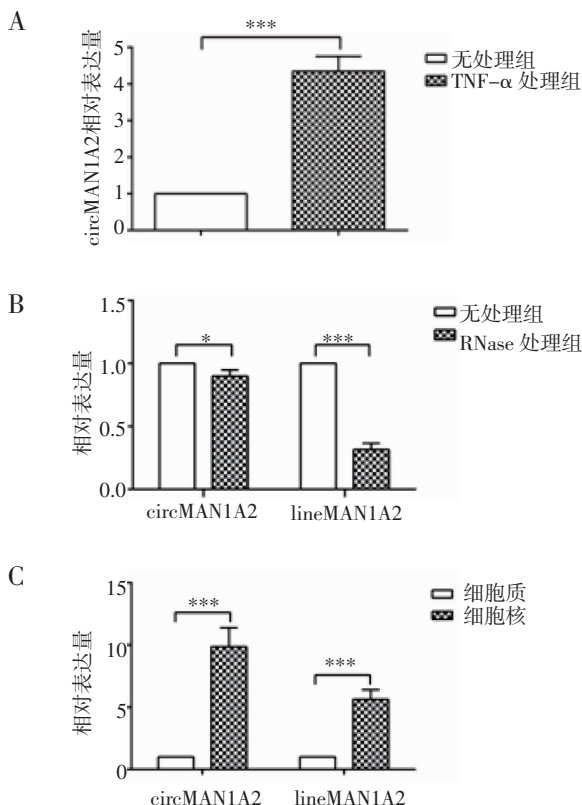 A
circMAN1A2相对表达量
5
4
3
2
1
0
***
无处理组
TNF-α 处理组
B
相对表达量
1.5
1.0
0.5
0.0
*
***
无处理组
RNase 处理组
circMAN1A2
lineMAN1A2
C
相对表达量
15
10
5
0
***
***
细胞质
细胞核
circMAN1A2
lineMAN1A2